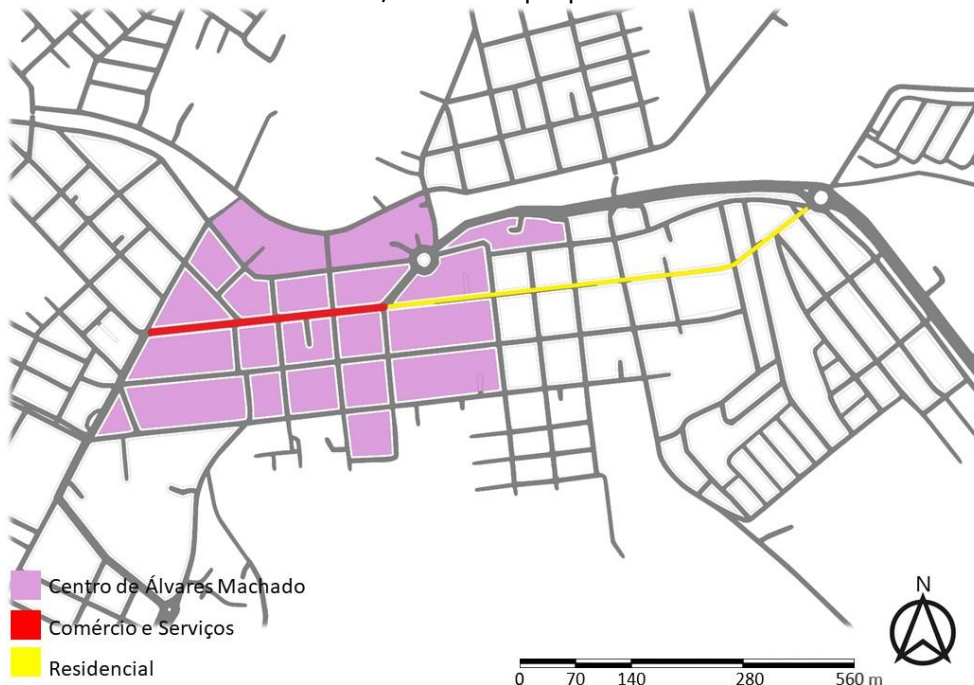 Centro de Álvares Machado
Comércio e Serviços
Residencial
N
0 70 140 280 560 m